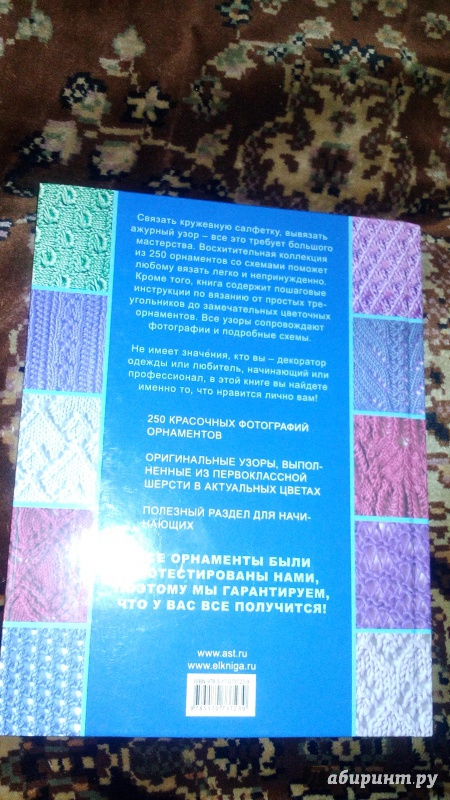 Связать кружевную салфетку, вывязать
ажурный узор – все это требует большого
мастерства. Восхитительная коллекция
из 250 орнаментов со схемами поможет
любому вязать легко и непринужденно.
Кроме того, книга содержит пошаговые
инструкции по вязанию от простых тре-
угольников до замечательных цветочных
орнаментов. Все узоры сопровождают
фотографии и подробные схемы.
Не имеет значения, кто вы – декоратор
одежды или любитель, начинающий или
профессионал, в этой книге вы найдете
именно то, что нравится лично вам!
250 КРАСОЧНЫХ ФОТОГРАФИЙ
ОРНАМЕНТОВ
ОРИГИНАЛЬНЫЕ УЗОРЫ, ВЫПОЛ-
НЕННЫЕ ИЗ ПЕРВОКЛАССНОЙ
ШЕРСТИ В АКТУАЛЬНЫХ ЦВЕТАХ
ПОЛЕЗНЫЙ РАЗДЕЛ ДЛЯ НАЧИ-
НАЮЩИХ
ВСЕ ОРНАМЕНТЫ БЫЛИ
ПРОТЕСТИРОВАНЫ НАМИ,
ПОЭТОМУ МЫ ГАРАНТИРУЕМ,
ЧТО У ВАС ВСЕ ПОЛУЧИТСЯ!
www.ast.ru
www.elkniga.ru
абиринт.ру